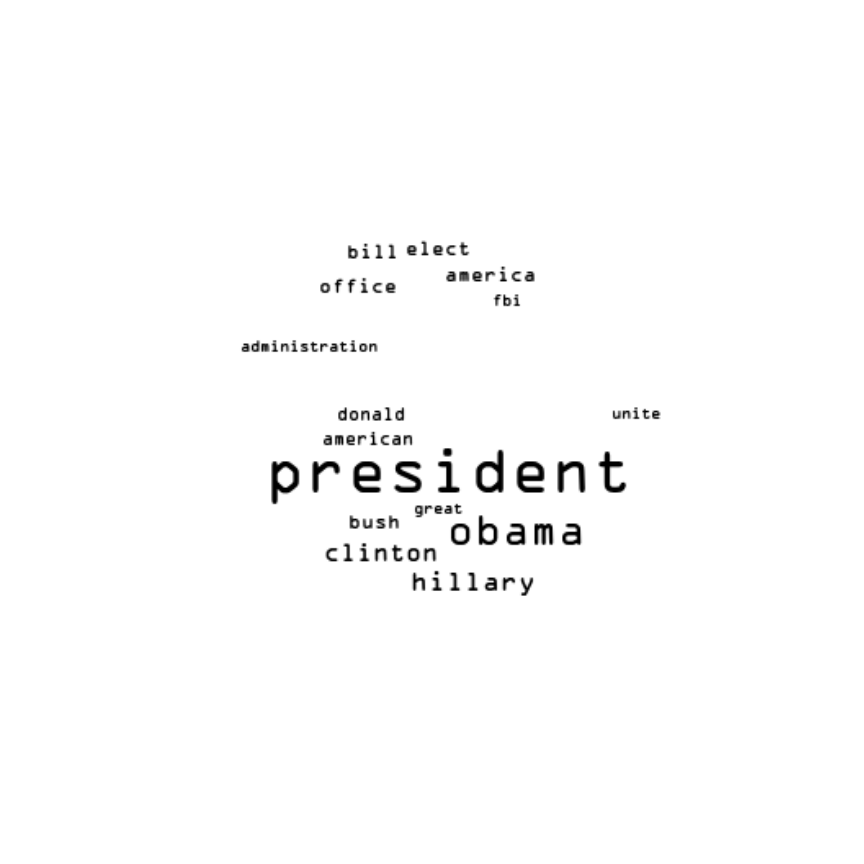 bill elect
america
office
fbi
administration
donald
unite
american
president
great
bush
obama
clinton
hillary